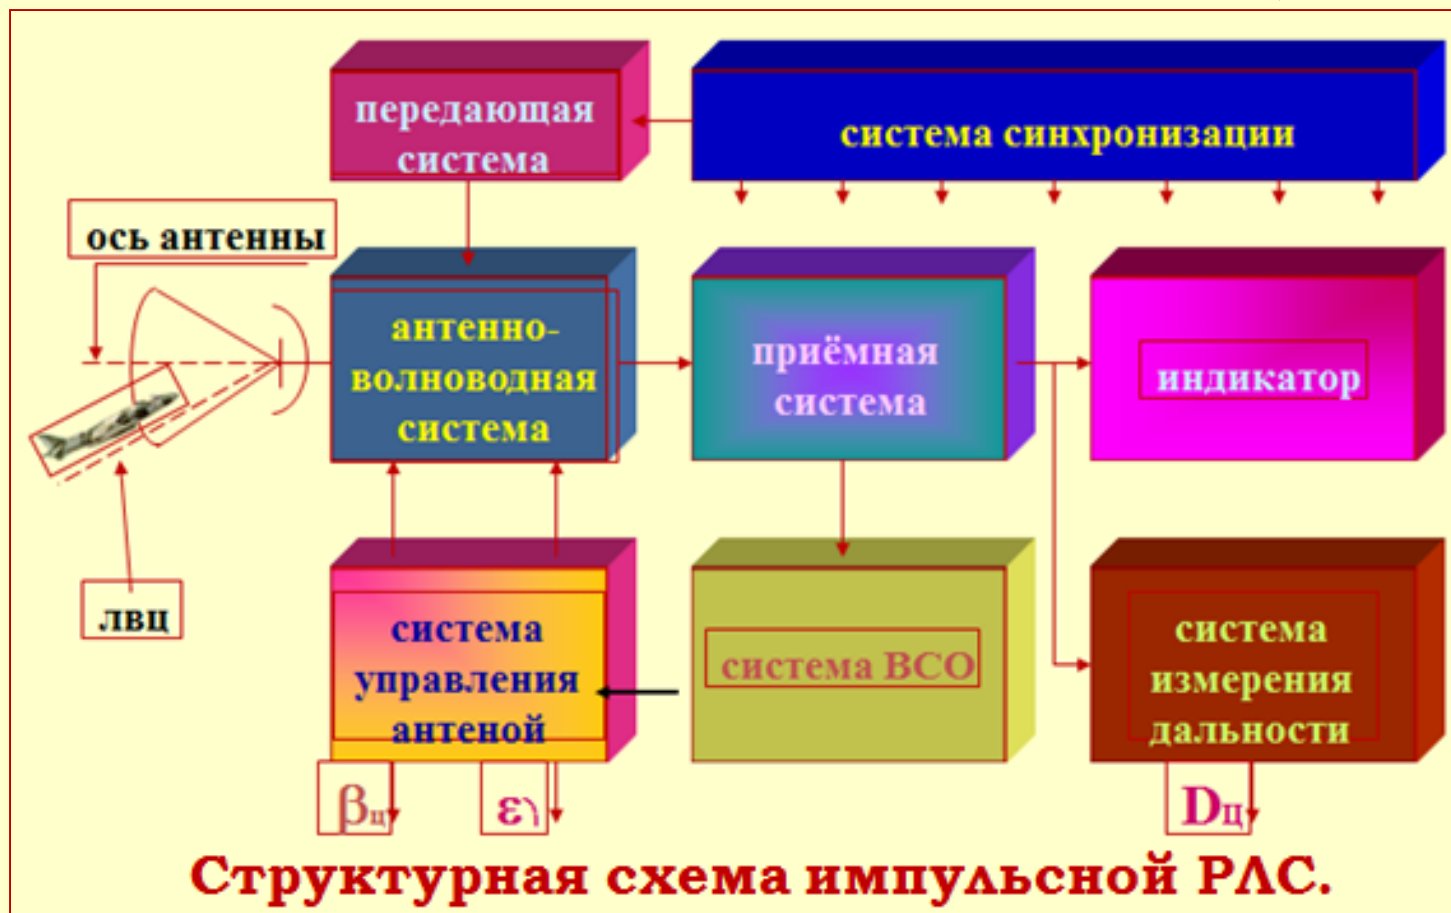 передающая
система
система синхронизации
ось антенны
антенно-
волноводная
система
приёмная
система
индикатор
лвц
система
управления
антеной
система ВСО
система
измерения
дальности
βц
ε
Dц
Структурная схема импульсной РЛС.